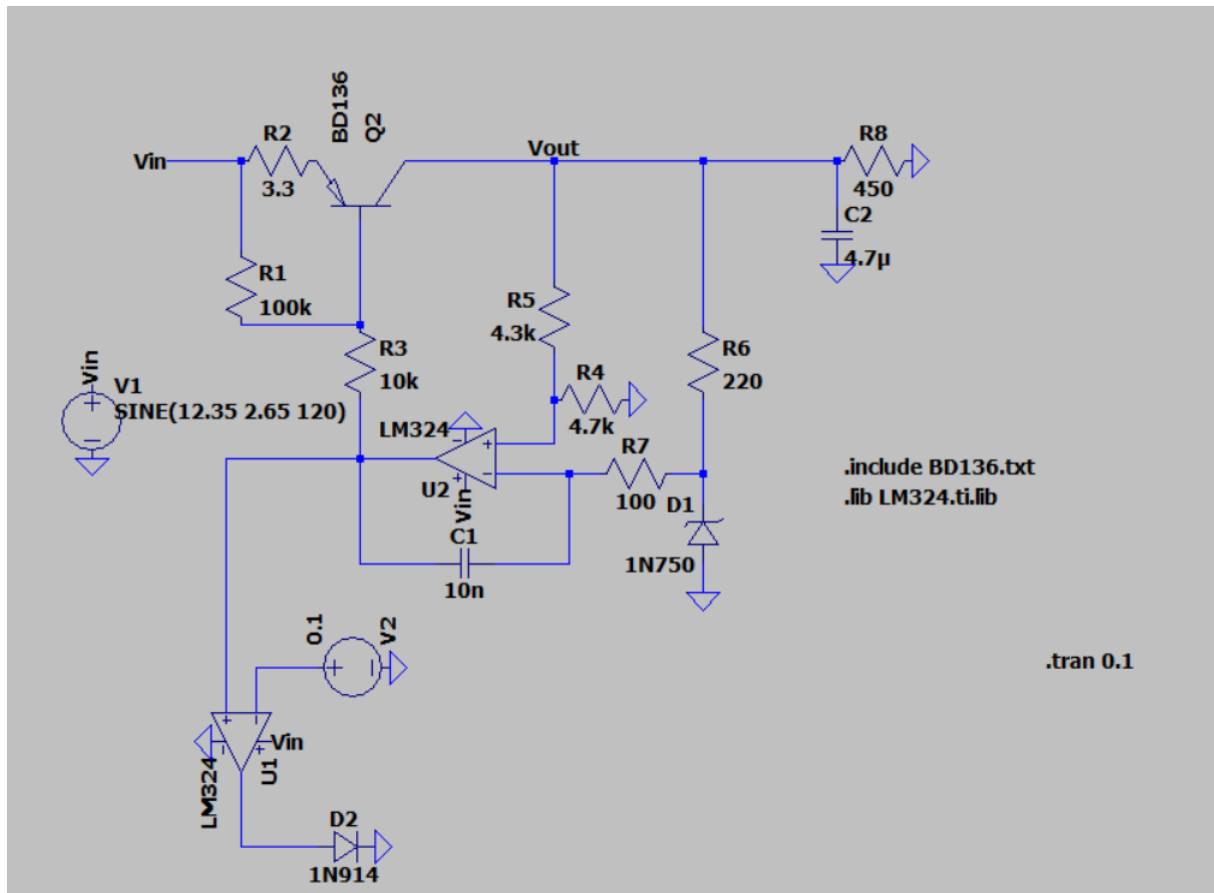 BD136
Q2
R2
Vin
3.3
Vout
R8
450
C2
4.7µ
R1
100k
R5
4.3k
R3
10k
R6
220
R4
4.7k
Vin
V1
SINE(12.35 2.65 120)
LM324
U2
Vin
R7
100
D1
1N750
C1
10n
.include BD136.txt
.lib LM324.ti.lib
0.1
V2
.tran 0.1
Vin
LM324
U1
D2
1N914